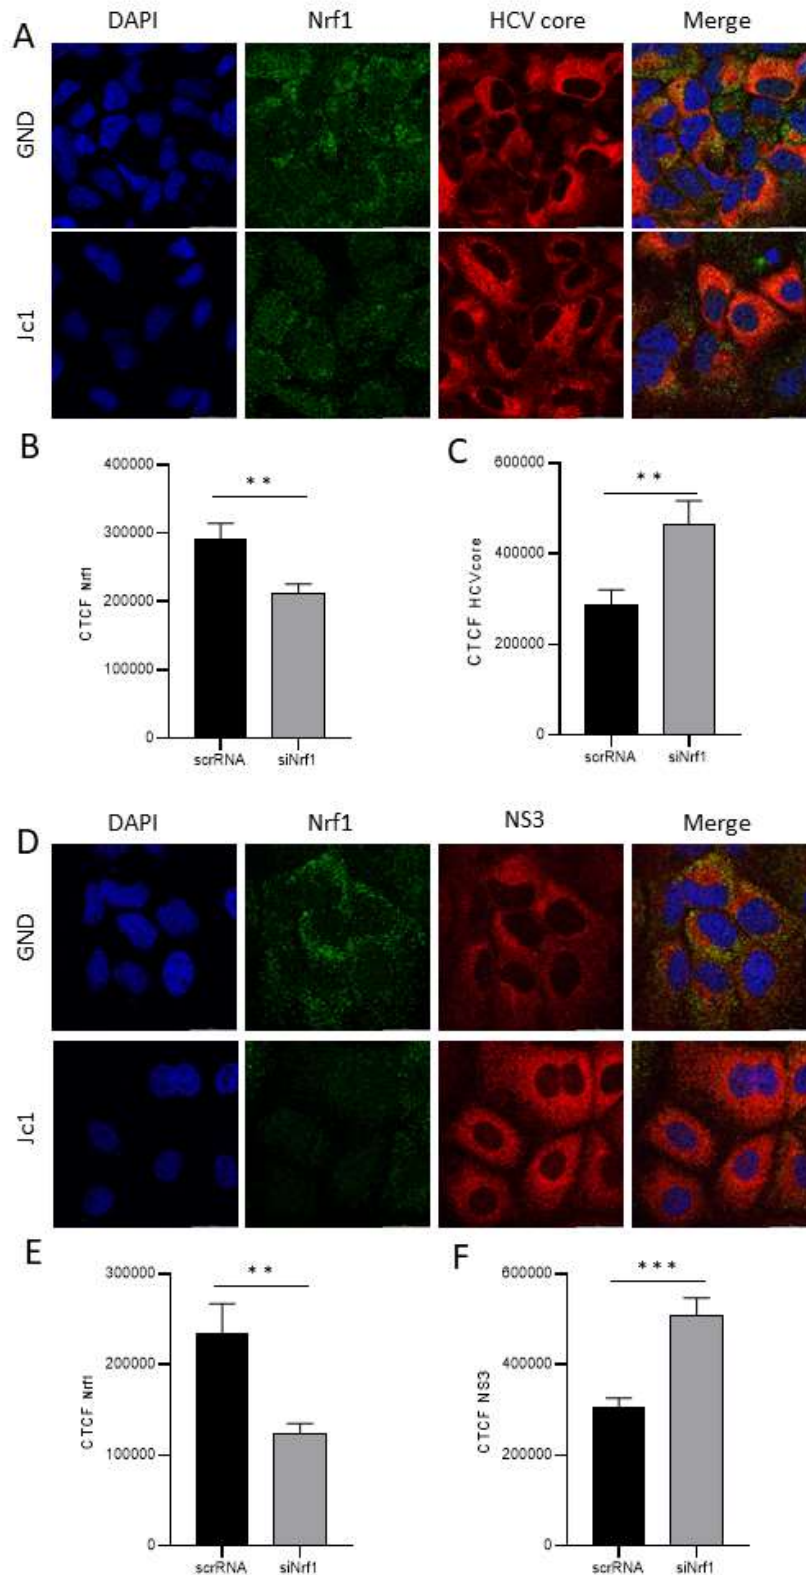 A
DAPI Nrf1 HCV core Merge
GND
Jc1
B
400000
300000
200000
100000
0
CTCF Nrf1
**
scrRNA siNrf1
C
600000
400000
200000
0
CTCF HCVcore
**
scrRNA siNrf1
D
DAPI Nrf1 NS3 Merge
GND
Jc1
E
300000
200000
100000
0
CTCF Nrf1
**
scrRNA siNrf1
F
600000
400000
200000
0
CTCF NS3
***
scrRNA siNrf1